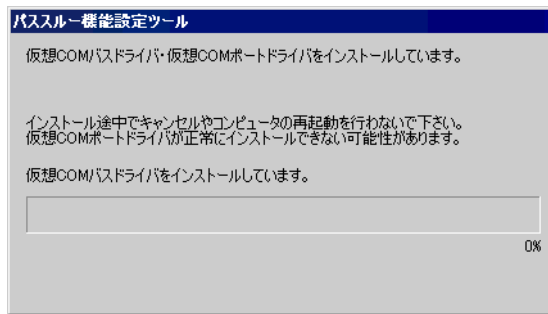 パススルー機能設定ツール
仮想COMバスドライバ・仮想COMポートドライバをインストールしています。
インストール途中でキャンセルやコンピュータの再起動を行わないで下さい。
仮想COMポートドライバが正常にインストールできない可能性があります。
仮想COMバスドライバをインストールしています。
0%